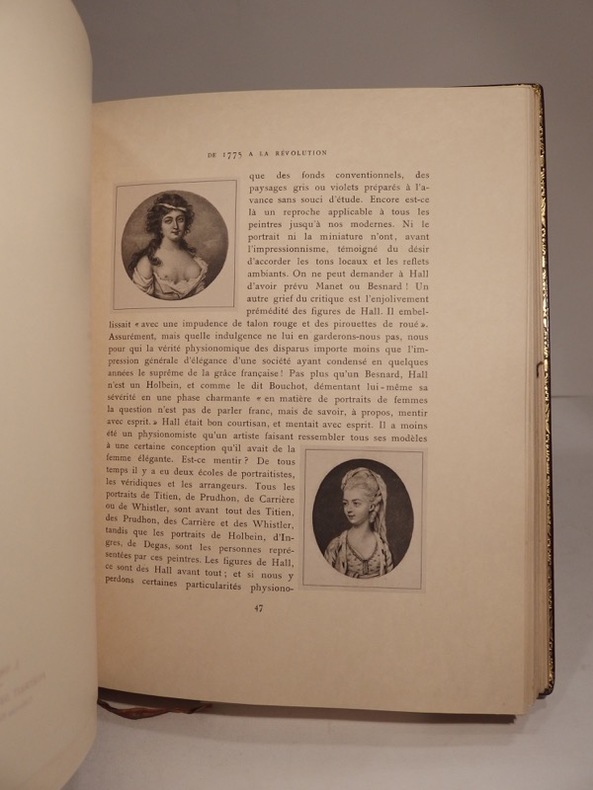 DE 1775 A LA RÉVOLUTION
que des fonds conventionnels, des
paysages gris ou violets préparés à l'a-
vance sans souci d'étude. Encore est-ce
là un reproche applicable à tous les
peintres jusqu'à nos modernes. Ni le
portrait ni la miniature n'ont, avant
l'impressionnisme, témoigné du désir
d'accorder les tons locaux et les reflets
ambiants. On ne peut demander à Hall
d'avoir prévu Manet ou Besnard ! Un
autre grief du critique est l'enjolivement
prémédité des figures de Hall. Il embel-
lissait « avec une impudence de talon rouge et des pirouettes de roué ».
Assurément, mais quelle indulgence ne lui en garderons-nous pas, nous
pour qui la vérité physionomique des disparus importe moins que l'im-
pression générale d'élégance d'une société ayant condensé en quelques
années le suprême de la grâce française ! Pas plus qu'un Besnard, Hall
n'est un Holbein, et comme le dit Bouchot, démentant lui-même sa
sévérité en une phase charmante « en matière de portraits de femmes
la question n'est pas de parler franc, mais de savoir, à propos, mentir
avec esprit. » Hall était bon courtisan, et mentait avec esprit. Il a moins
été un physionomiste qu'un artiste faisant ressembler tous ses modèles
à une certaine conception qu'il avait de la
femme élégante. Est-ce mentir ? De tous
temps il y a eu deux écoles de portraitistes,
les véridiques et les arrangeurs. Tous les
portraits de Titien, de Prudhon, de Carrière
ou de Whistler, sont avant tout des Titien,
des Prudhon, des Carrière et des Whistler,
tandis que les portraits de Holbein, d'In-
gres, de Degas, sont les personnes repré-
sentées par ces peintres. Les figures de Hall,
ce sont des Hall avant tout ; et si nous y
perdons certaines particularités physiono-
47